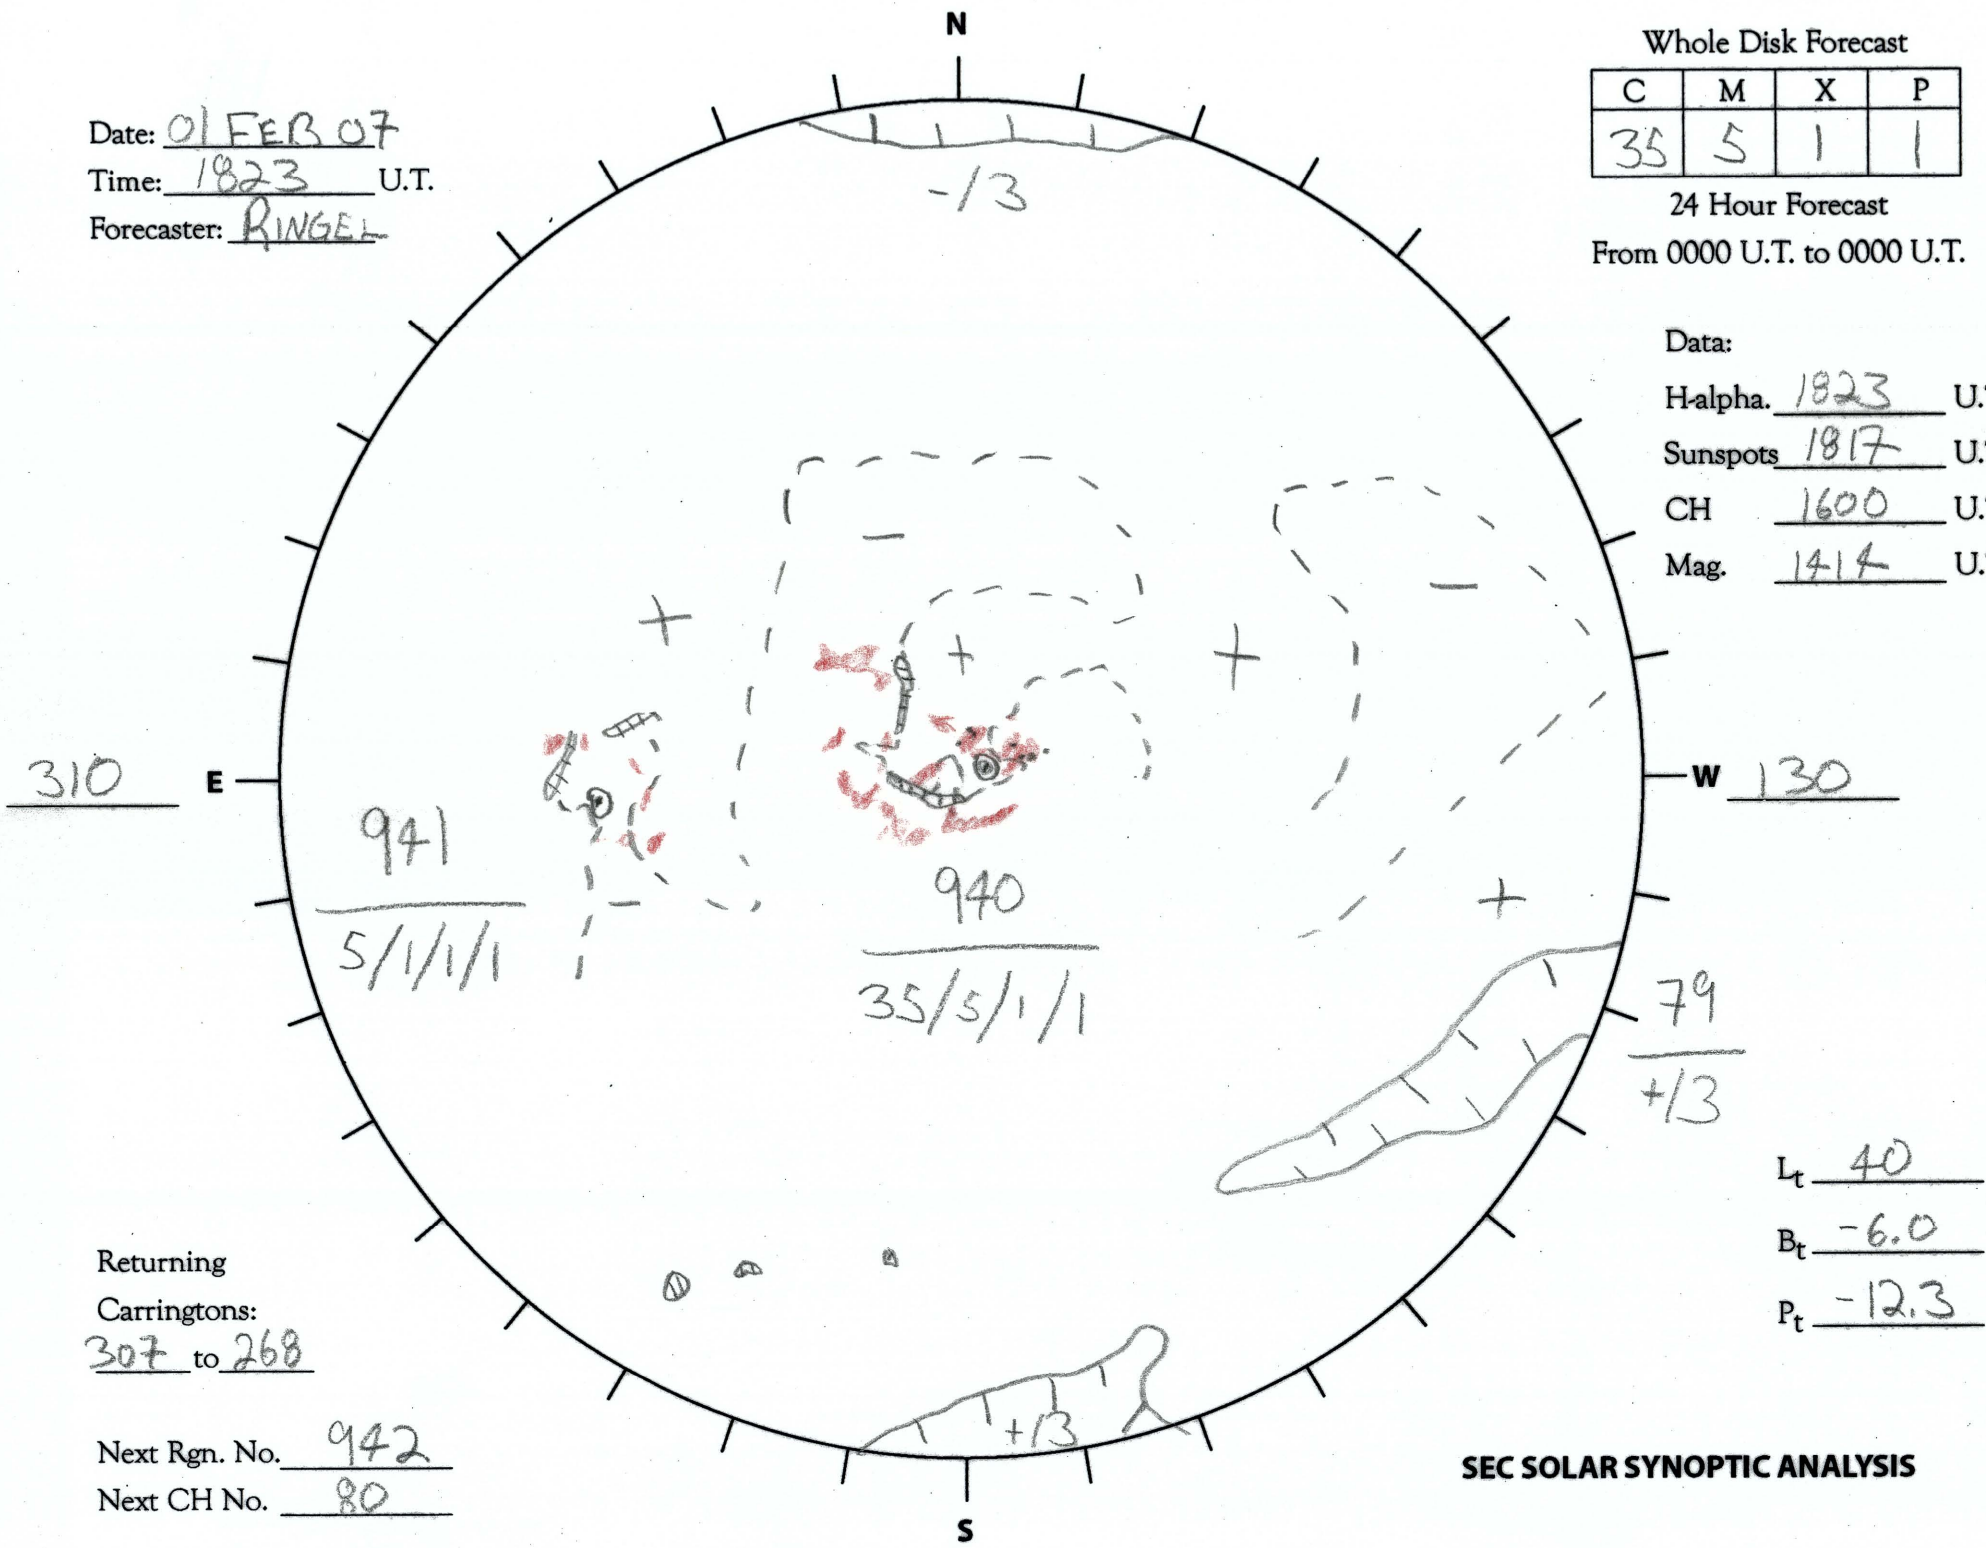 N
Whole Disk Forecast
C M X P
35 5 1 1
24 Hour Forecast
From 0000 U.T. to 0000 U.T.
Date: 01 FEB 07
Time: 1823 U.T.
Forecaster: RINGEL
-/3
Data:
H-alpha. 1823 U.
Sunspots 1817 U.
CH 1600 U.
Mag. 1414 U.
−
−
+
+
+
310 E
W 130
941
5/1/1/1
−
940
35/5/1/1
+
79
+/3
Lt 40
Bt -6.0
Pt -12.3
Returning
Carringtons:
307 to 268
+/3
Next Rgn. No. 942
Next CH No. 80
SEC SOLAR SYNOPTIC ANALYSIS
S